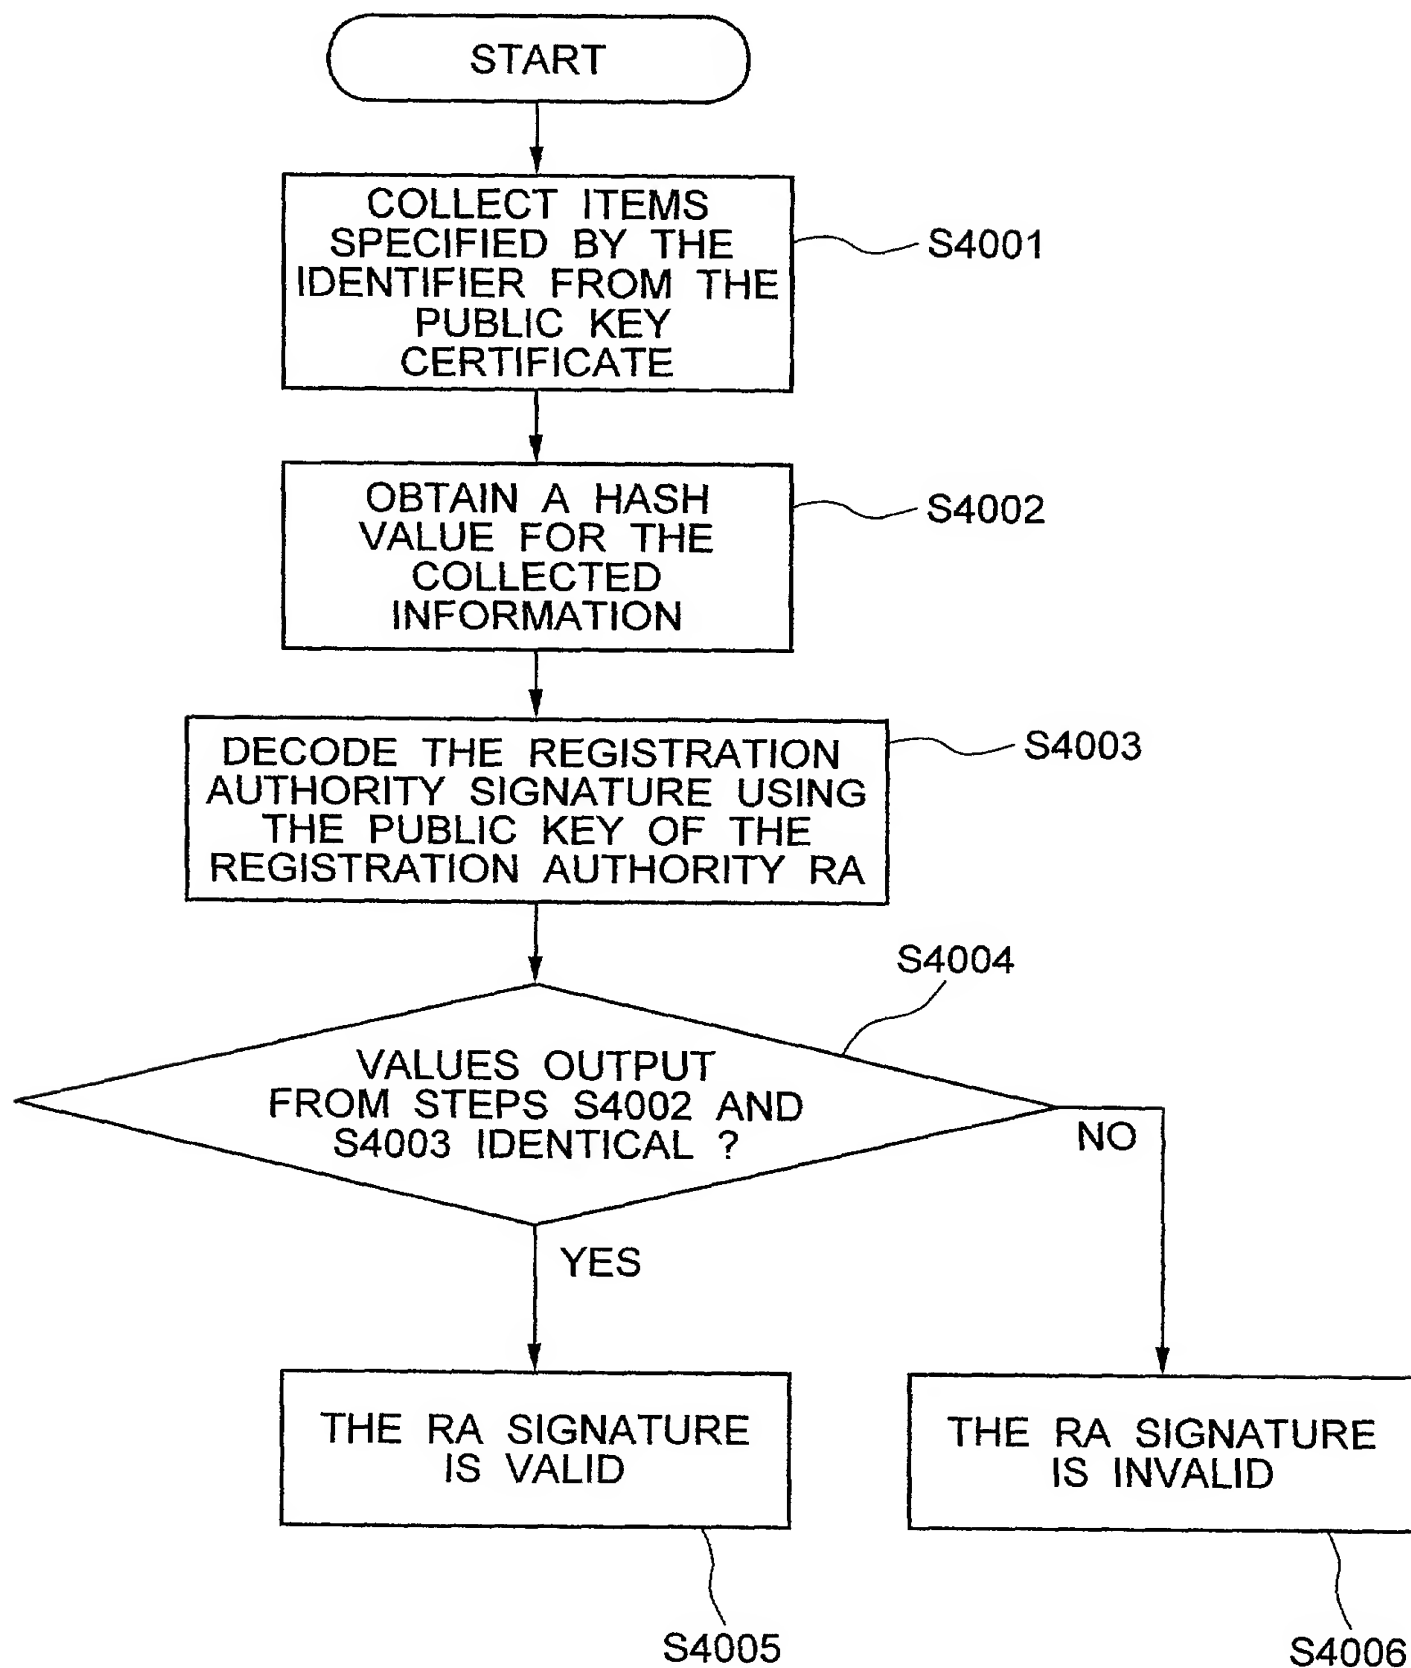 START
COLLECT ITEMS
SPECIFIED BY THE
IDENTIFIER FROM THE
PUBLIC KEY
CERTIFICATE
S4001
OBTAIN A HASH
VALUE FOR THE
COLLECTED
INFORMATION
S4002
DECODE THE REGISTRATION
AUTHORITY SIGNATURE USING
THE PUBLIC KEY OF THE
REGISTRATION AUTHORITY RA
S4003
S4004
VALUES OUTPUT
FROM STEPS S4002 AND
S4003 IDENTICAL ?
NO
YES
THE RA SIGNATURE
IS VALID
THE RA SIGNATURE
IS INVALID
S4005
S4006